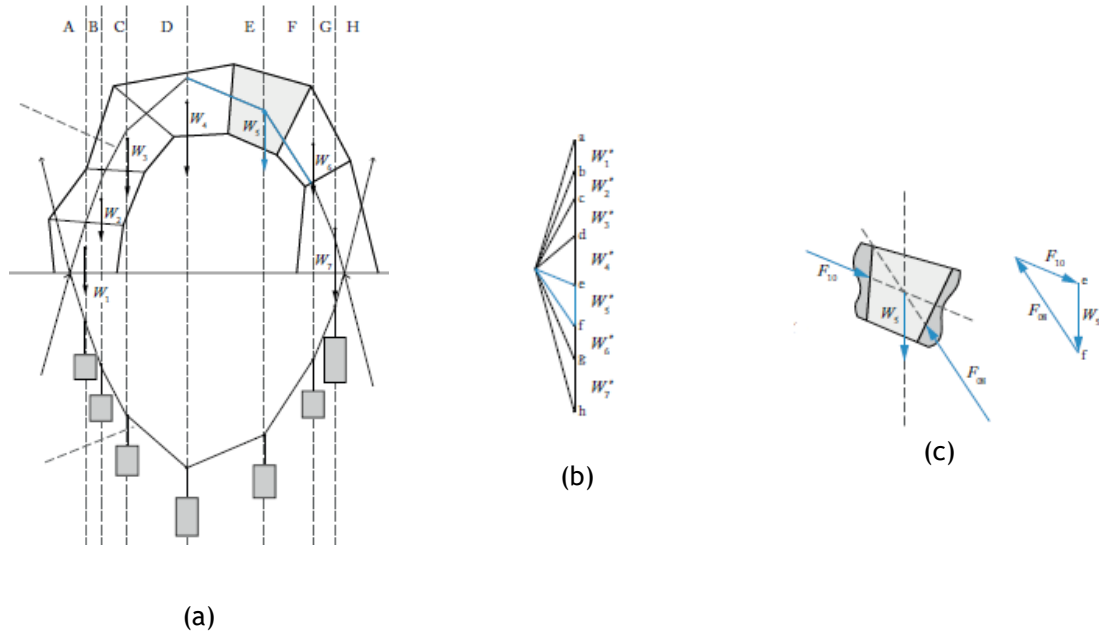 A B C D E F G H
W₄
W₅
W₃
W₆
W₂
W₇
W₁
(a)
a
W₁*
b
W₂*
c
W₃*
d
W₄*
e
W₅*
f
W₆*
g
W₇*
h
(b)
F₁₀
W₅
F₀₈
F₁₀
e
F₀₈
W₅
f
(c)